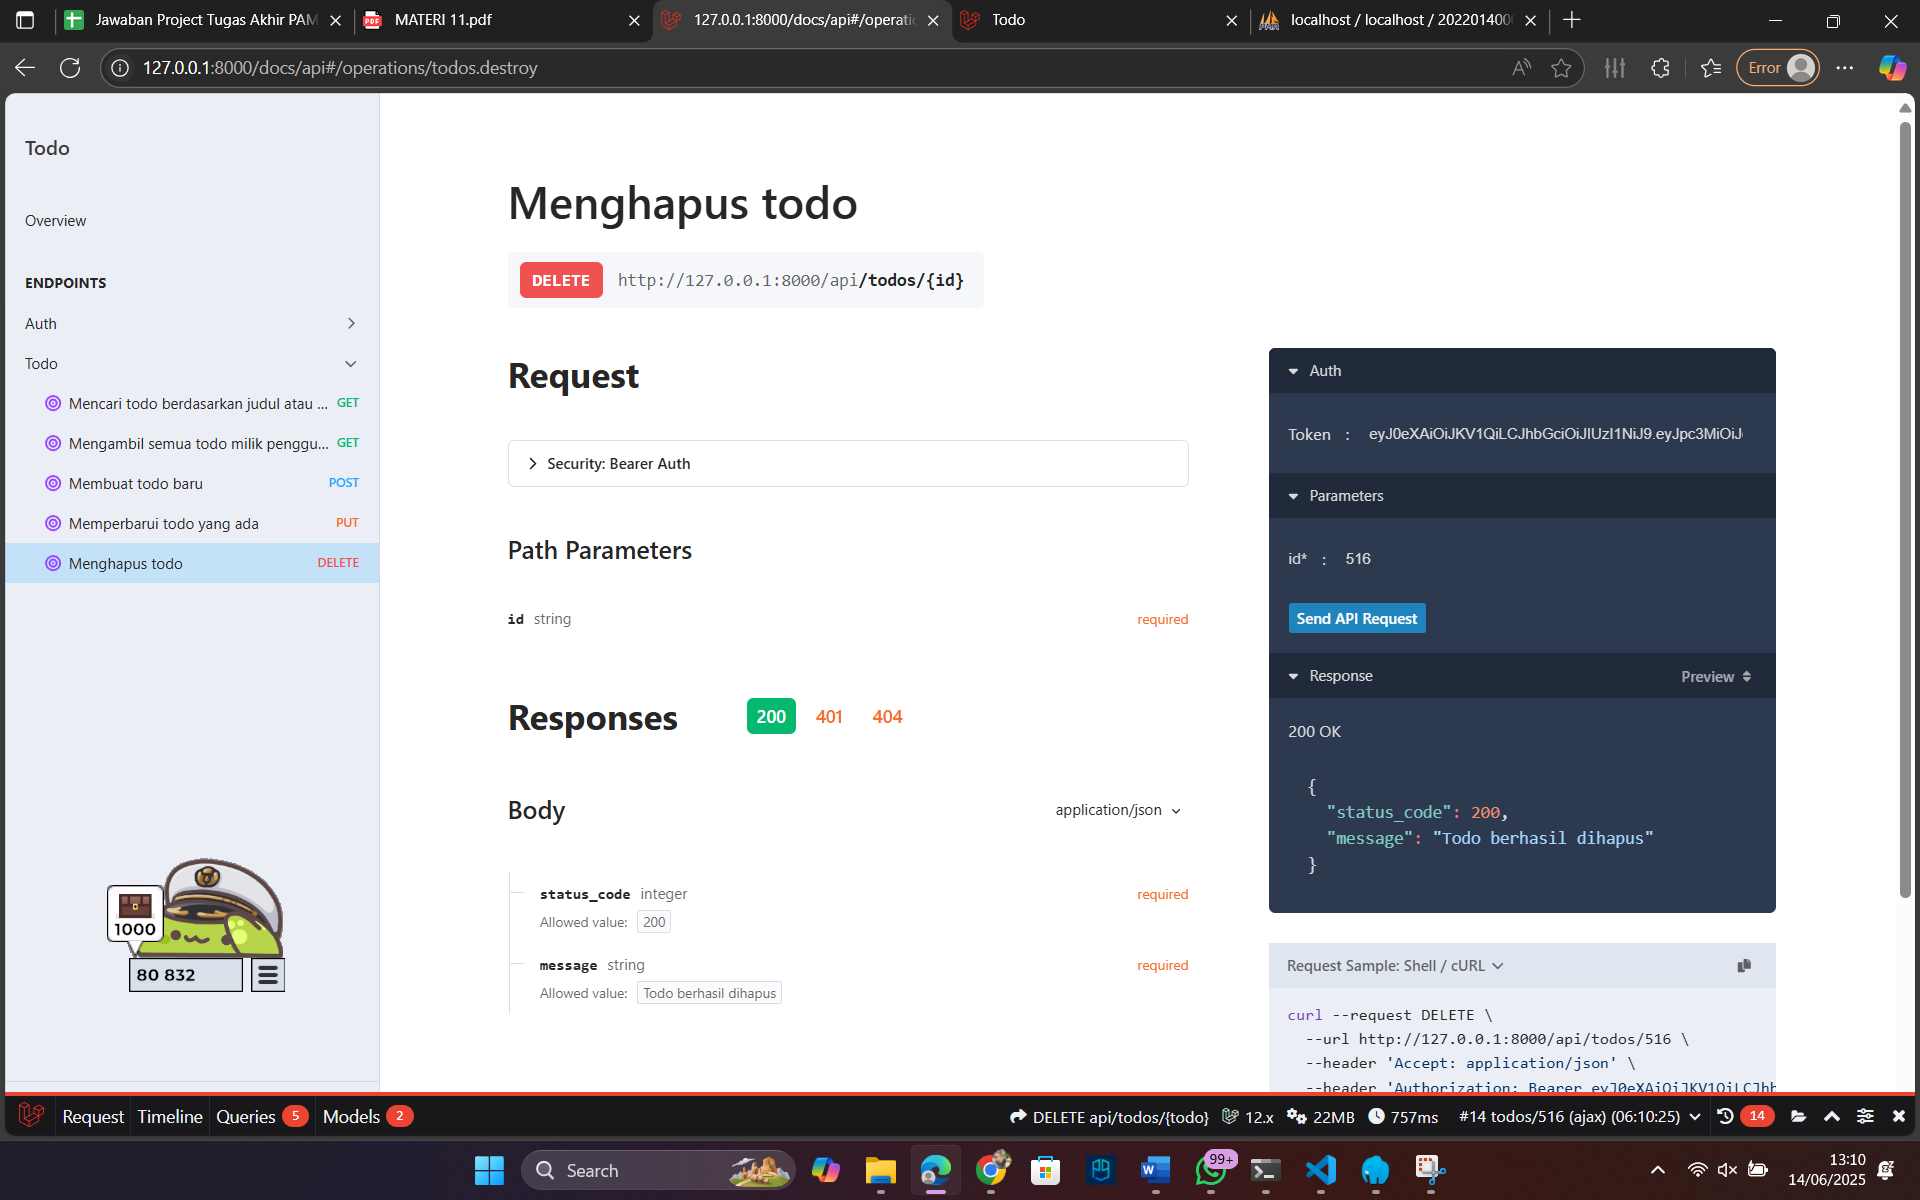 Jawaban Project Tugas Akhir PAM
MATERI 11.pdf
127.0.0.1:8000/docs/api#/operati
Todo
localhost / localhost / 2022014000
127.0.0.1:8000/docs/api#/operations/todos.destroy
Error
Todo
Overview
ENDPOINTS
Auth
Todo
Mencari todo berdasarkan judul atau ... GET
Mengambil semua todo milik penggu... GET
Membuat todo baru POST
Memperbarui todo yang ada PUT
Menghapus todo DELETE
1000
80 832
Menghapus todo
DELETE http://127.0.0.1:8000/api/todos/{id}
Request
Security: Bearer Auth
Path Parameters
id string required
Responses 200 401 404
Body application/json
status_code integer required
Allowed value: 200
message string required
Allowed value: Todo berhasil dihapus
Auth
Token : eyJ0eXAiOiJKV1QiLCJhbGciOiJIUzI1NiJ9.eyJpc3MiOiJ
Parameters
id* : 516
Send API Request
Response Preview
200 OK
{
"status_code": 200,
"message": "Todo berhasil dihapus"
}
Request Sample: Shell / cURL
curl --request DELETE \
--url http://127.0.0.1:8000/api/todos/516 \
--header 'Accept: application/json' \
--header 'Authorization: Bearer eyJ0eXAiOiJKV1QiLCJhb
Request Timeline Queries 5 Models 2
DELETE api/todos/{todo} 12.x 22MB 757ms #14 todos/516 (ajax) (06:10:25) 14
Search
99+
13:10
14/06/2025